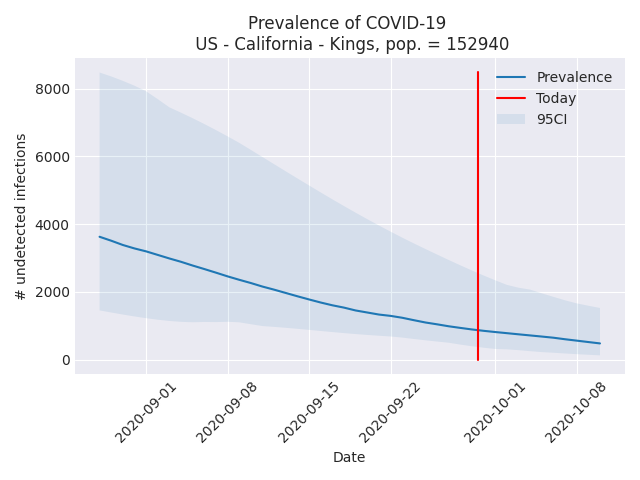 Prevalence of COVID-19
US - California - Kings, pop. = 152940
Prevalence
Today
95CI
# undetected infections
8000
6000
4000
2000
0
2020-09-01
2020-09-08
2020-09-15
2020-09-22
2020-10-01
2020-10-08
Date